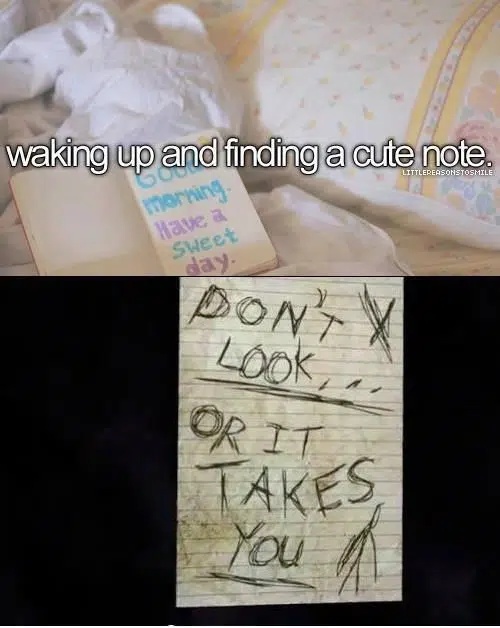 waking up and finding a cute note.
LITTLEREASONSTOSMILE
Good
morning.
Have a
sweet
day.
DON'T
LOOK...
OR IT
TAKES
YOU